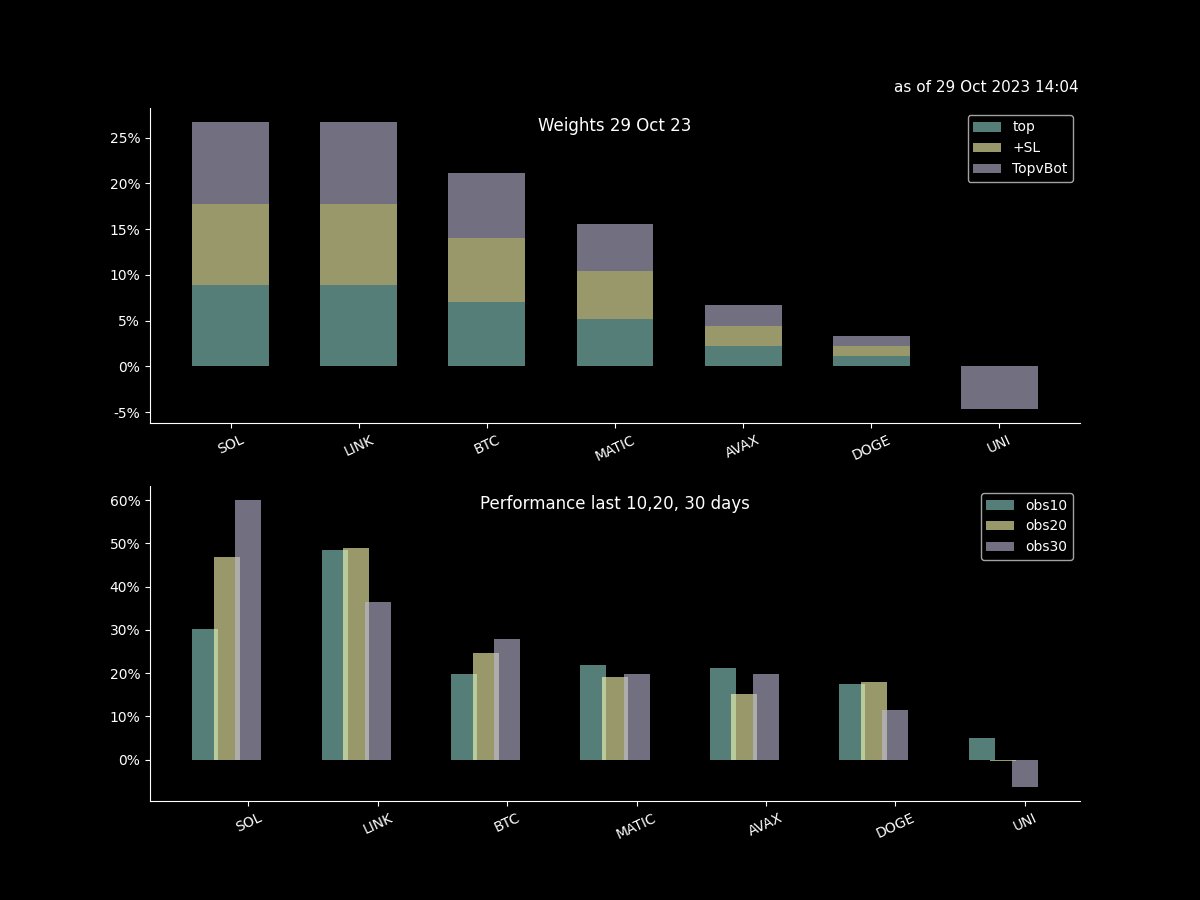 as of 29 Oct 2023 14:04
Weights 29 Oct 23
top
+SL
TopvBot
25%
20%
15%
10%
5%
0%
-5%
SOL LINK BTC MATIC AVAX DOGE UNI
Performance last 10,20, 30 days
obs10
obs20
obs30
60%
50%
40%
30%
20%
10%
0%
SOL LINK BTC MATIC AVAX DOGE UNI